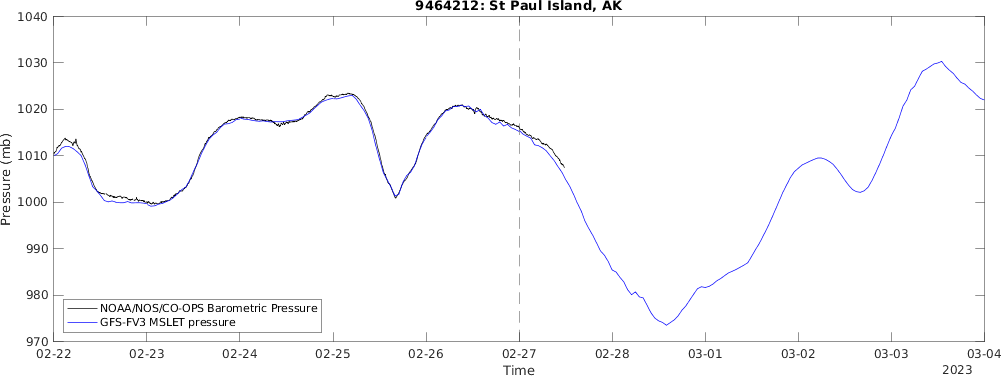 9464212: St Paul Island, AK
1040
1030
1020
1010
1000
990
980
970
Pressure (mb)
NOAA/NOS/CO-OPS Barometric Pressure
GFS-FV3 MSLET pressure
02-22 02-23 02-24 02-25 02-26 02-27 02-28 03-01 03-02 03-03 03-04
Time
2023